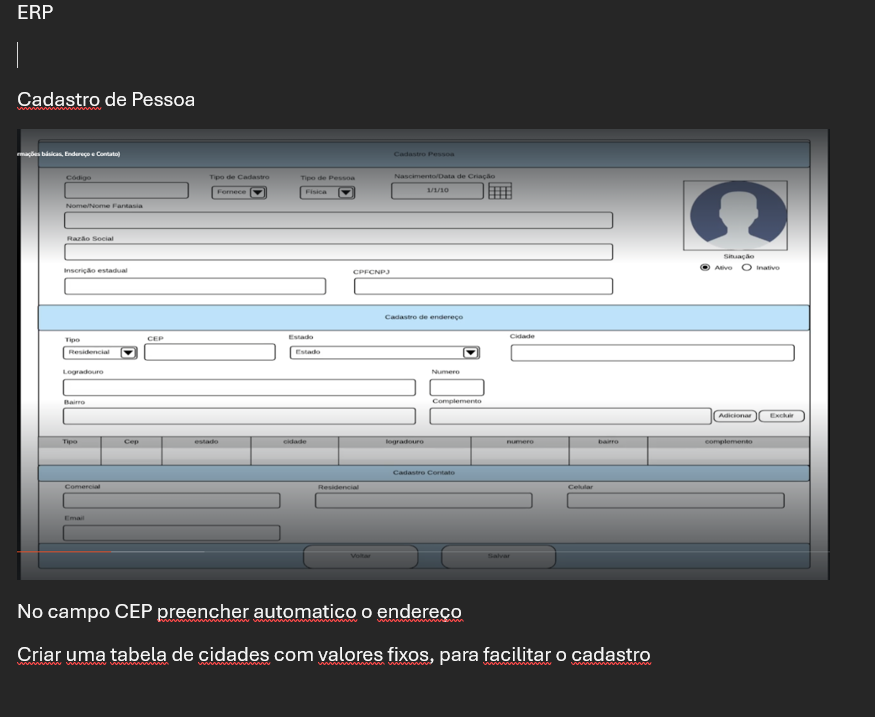 ERP
Cadastro de Pessoa
rmações básicas, Endereço e Contato)
Cadastro Pessoa
Código
Tipo de Cadastro
Tipo de Pessoa
Nascimento/Data de Criação
Fornece
Física
1/1/10
Nome/Nome Fantasia
Razão Social
Situação
Ativo
Inativo
Inscrição estadual
CPFCNPJ
Cadastro de endereço
Tipo
CEP
Estado
Cidade
Residencial
Estado
Logradouro
Numero
Bairro
Complemento
Adicionar
Excluir
Tipo
Cep
estado
cidade
logradouro
numero
bairro
complemento
Cadastro Contato
Comercial
Residencial
Celular
Email
Voltar
Salvar
No campo CEP preencher automatico o endereço
Criar uma tabela de cidades com valores fixos, para facilitar o cadastro